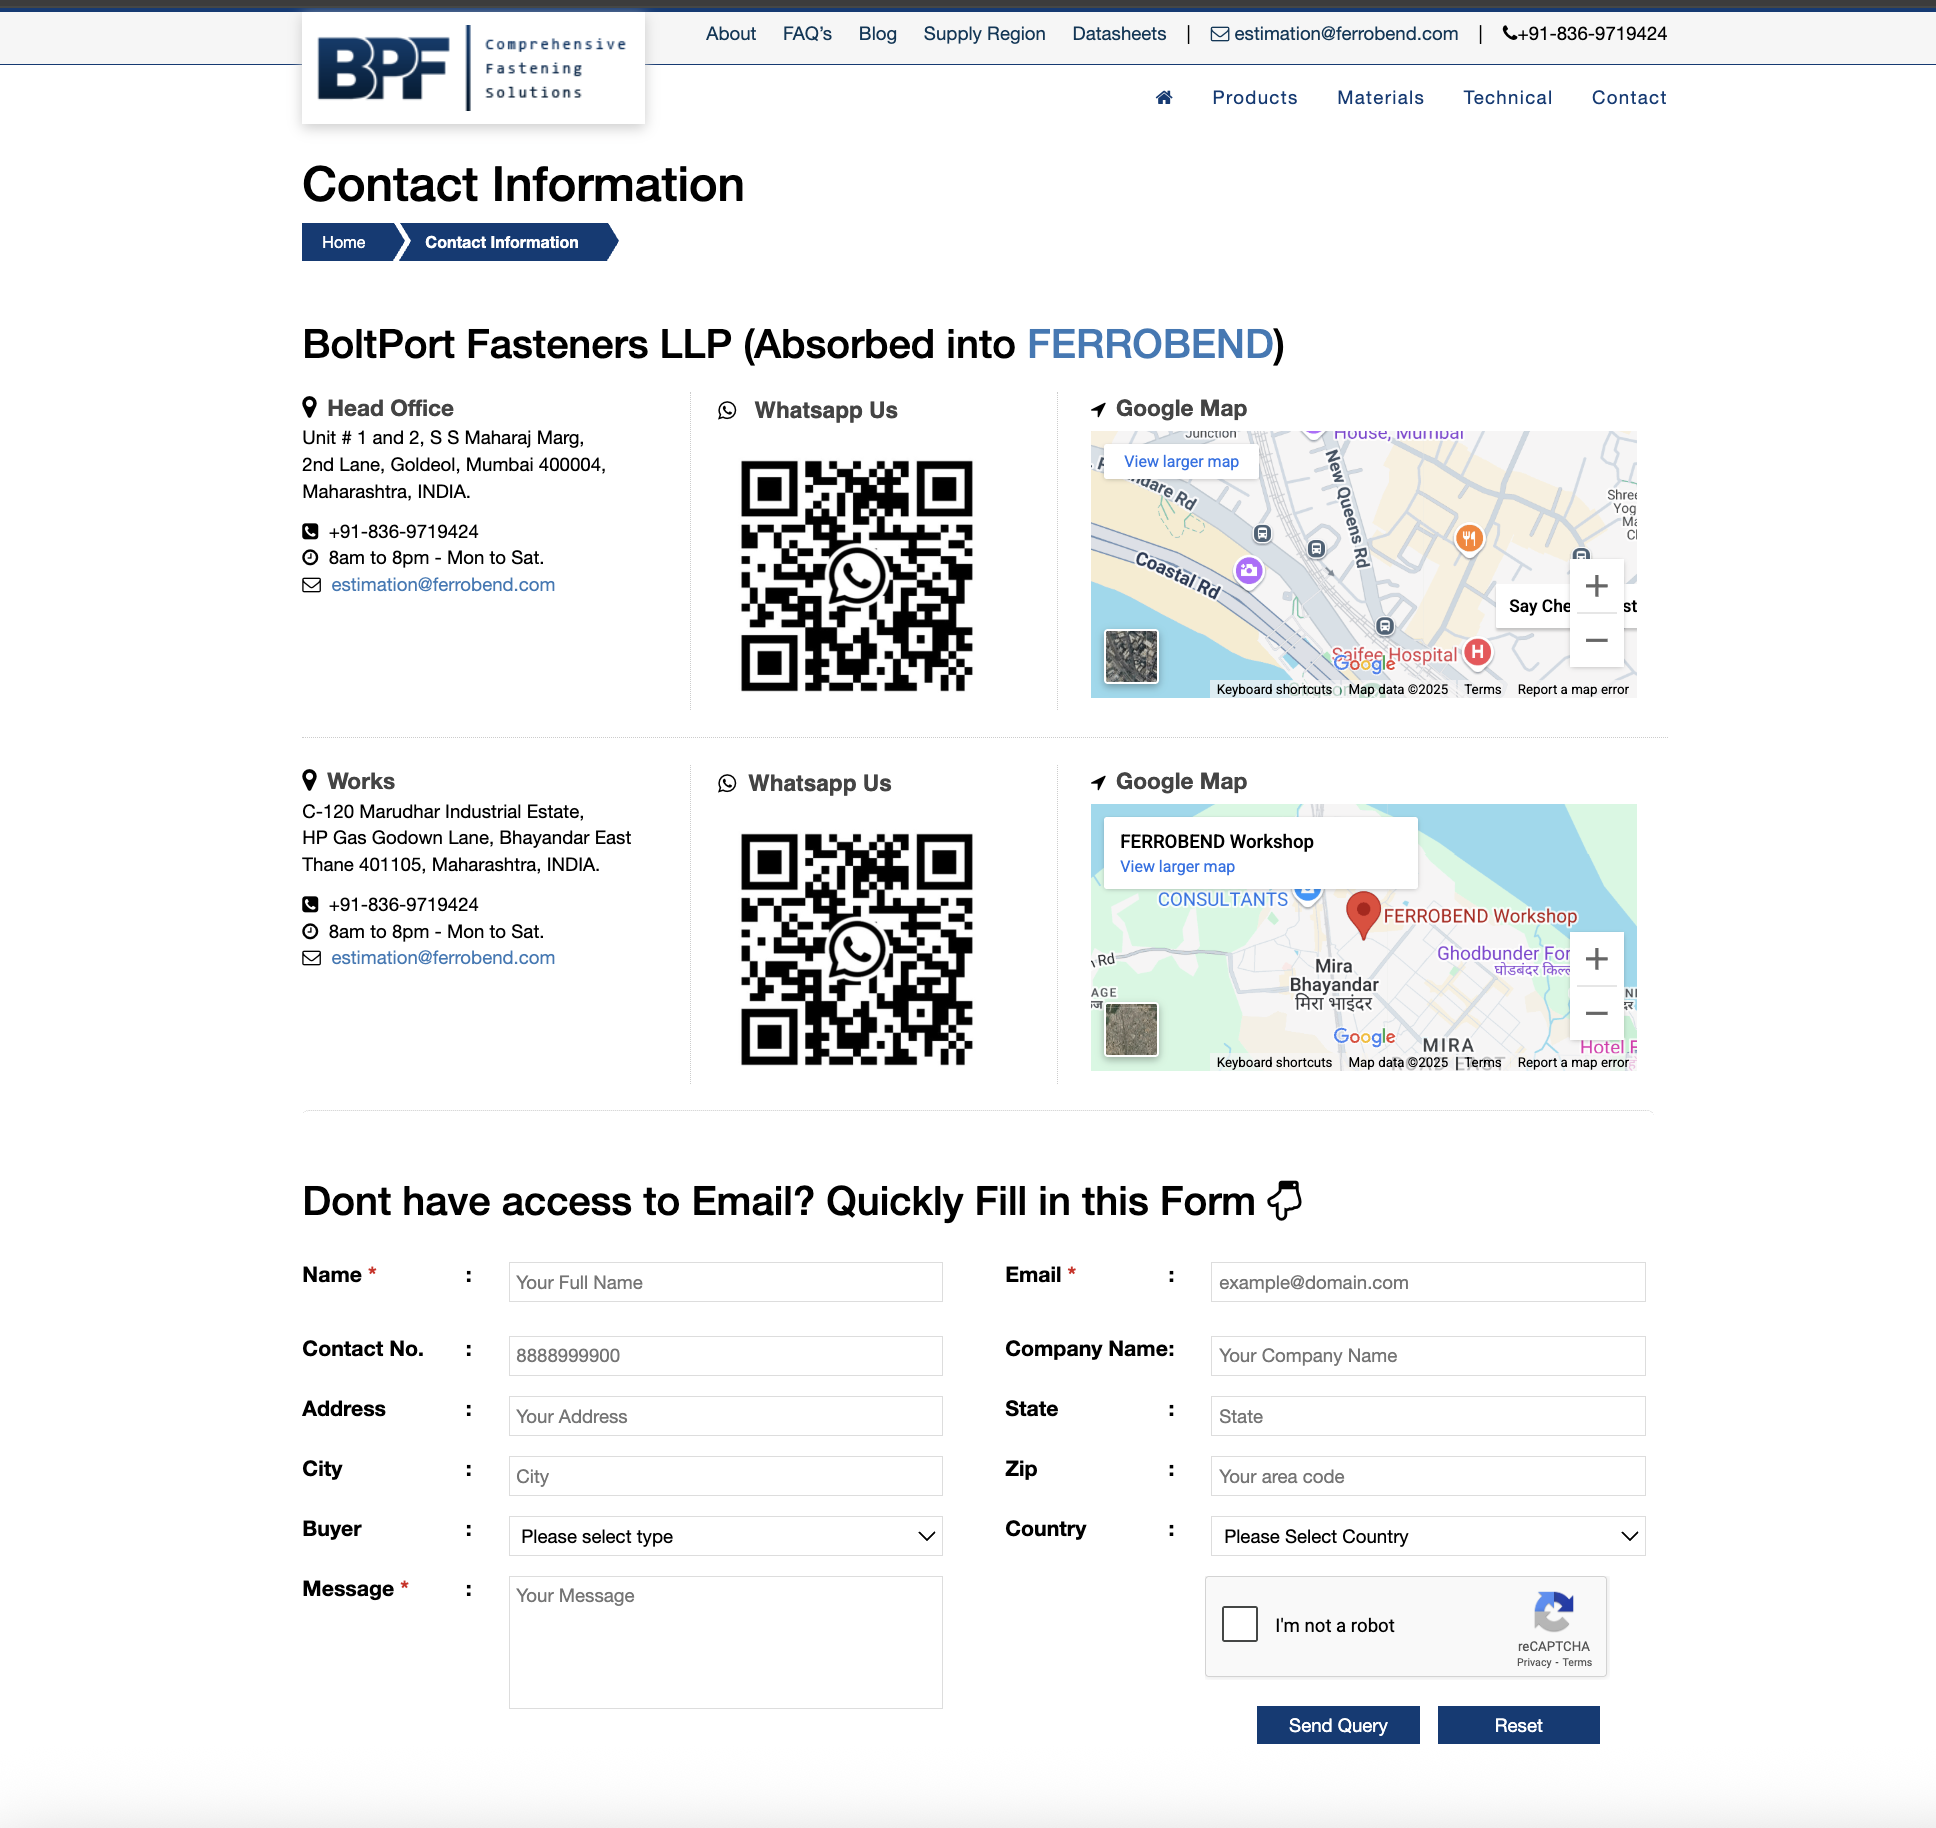 BPF
Comprehensive
Fastening
Solutions
About FAQ’s Blog Supply Region Datasheets | estimation@ferrobend.com | +91-836-9719424
Products Materials Technical Contact
Contact Information
Home Contact Information
BoltPort Fasteners LLP (Absorbed into FERROBEND)
Head Office
Unit # 1 and 2, S S Maharaj Marg,
2nd Lane, Goldeol, Mumbai 400004,
Maharashtra, INDIA.
+91-836-9719424
8am to 8pm - Mon to Sat.
estimation@ferrobend.com
Whatsapp Us
Google Map
Junction
House, Mumbai
View larger map
New Queens Rd
Shree
Yog
Coastal Rd
Say Che
st
Saifee Hospital
H
Google
Keyboard shortcuts Map data ©2025 Terms Report a map error
Works
C-120 Marudhar Industrial Estate,
HP Gas Godown Lane, Bhayandar East
Thane 401105, Maharashtra, INDIA.
+91-836-9719424
8am to 8pm - Mon to Sat.
estimation@ferrobend.com
Whatsapp Us
Google Map
FERROBEND Workshop
View larger map
CONSULTANTS
FERROBEND Workshop
Ghodbunder For
घोडबंदर
Rd
Mira
Bhayandar
मिरा भाइंदर
AGE
Google
MIRA
ROAD EAST
Hotel
Keyboard shortcuts Map data ©2025 Terms Report a map error
Dont have access to Email? Quickly Fill in this Form
Name * : Your Full Name
Email * : example@domain.com
Contact No. : 8888999900
Company Name: Your Company Name
Address : Your Address
State : State
City : City
Zip : Your area code
Buyer : Please select type
Country : Please Select Country
Message * : Your Message
I'm not a robot
reCAPTCHA
Privacy - Terms
Send Query
Reset